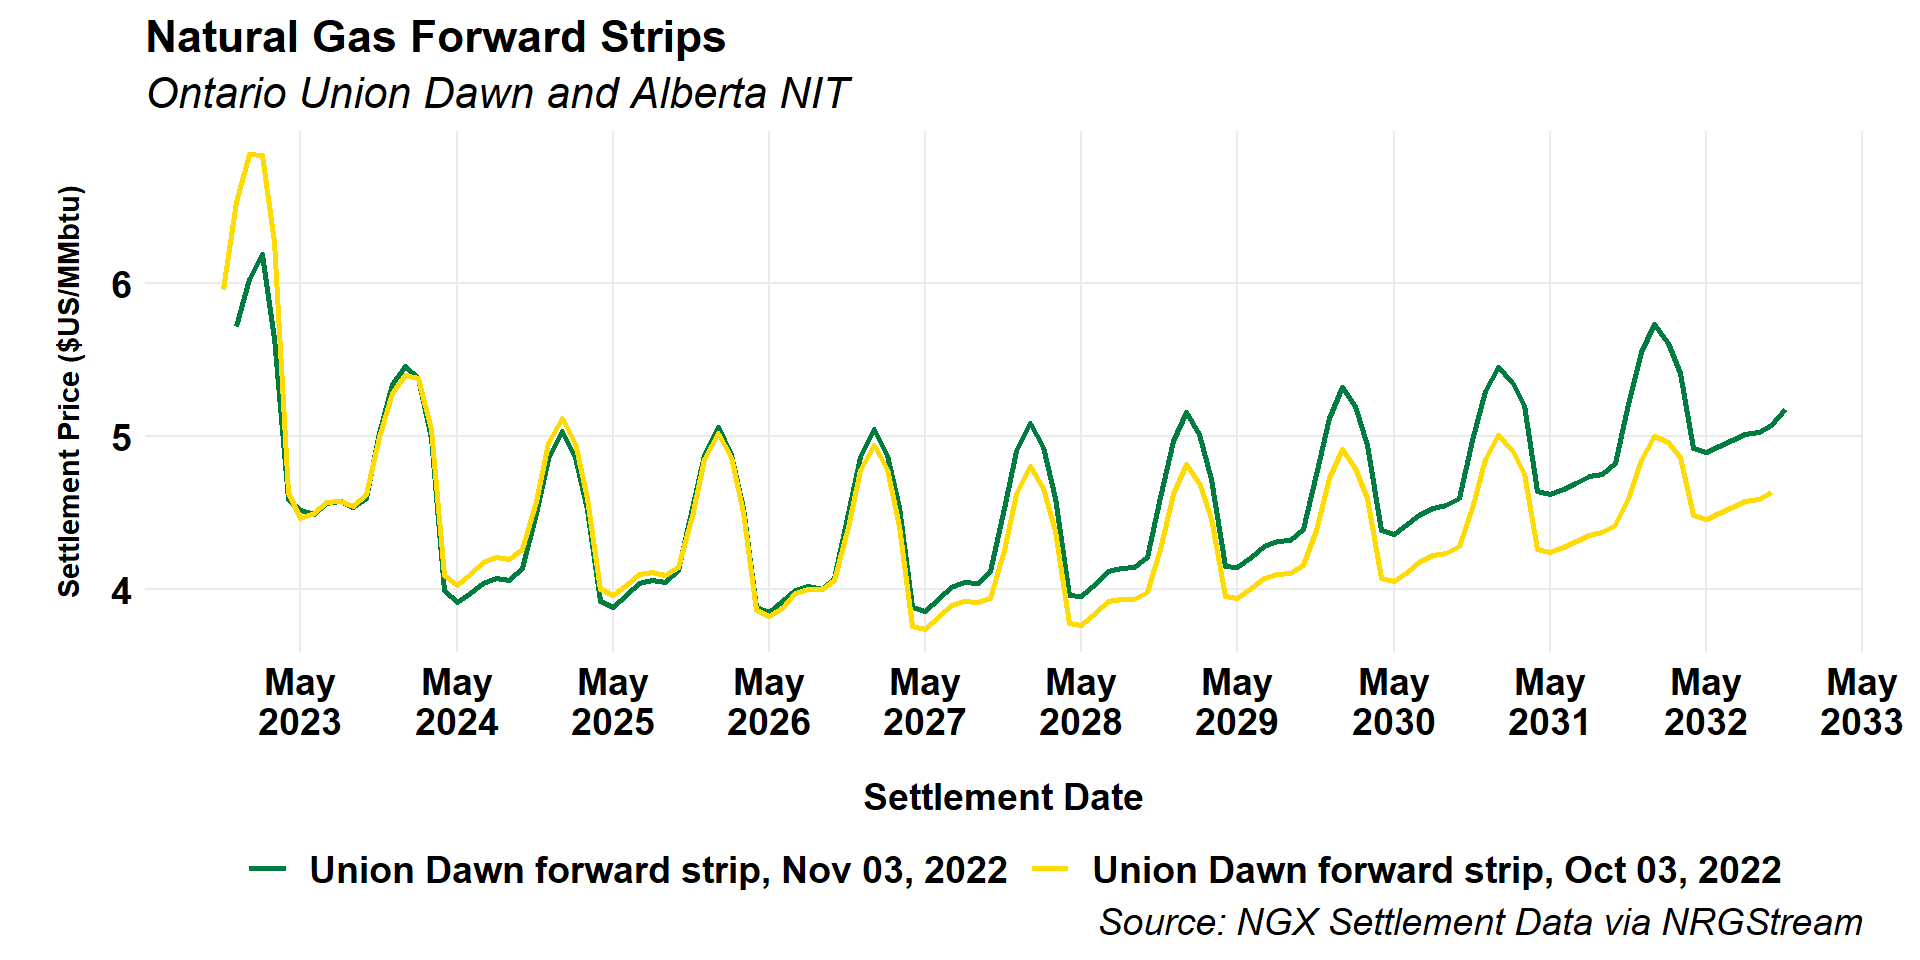 Natural Gas Forward Strips
Ontario Union Dawn and Alberta NIT
Settlement Price ($US/MMbtu)
6
5
4
May 2023
May 2024
May 2025
May 2026
May 2027
May 2028
May 2029
May 2030
May 2031
May 2032
May 2033
Settlement Date
Union Dawn forward strip, Nov 03, 2022
Union Dawn forward strip, Oct 03, 2022
Source: NGX Settlement Data via NRGStream